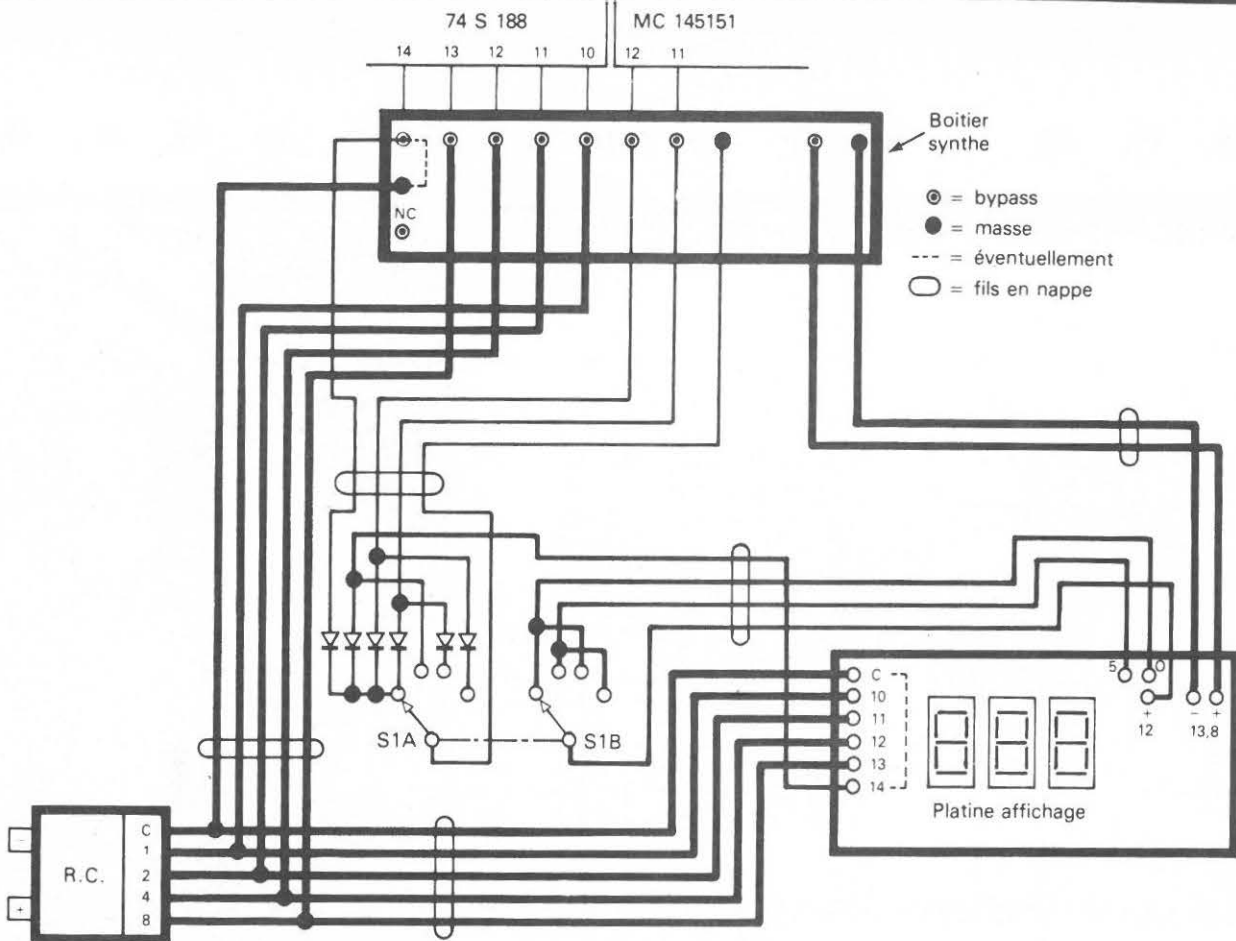 74 S 188
MC 145151
14 13 12 11 10 12 11
Boitier
synthe
NC
= bypass
= masse
--- = éventuellement
= fils en nappe
S1A
S1B
5 0
+ - +
12 13,8
C
10
11
12
13
14
Platine affichage
888
R.C.
-
+
C
1
2
4
8